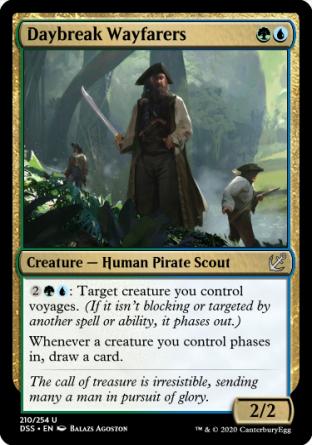 Daybreak Wayfarers
Creature — Human Pirate Scout
2: Target creature you control
voyages. (If it isn't blocking or targeted by
another spell or ability, it phases out.)
Whenever a creature you control phases
in, draw a card.
The call of treasure is irresistible, sending
many a man in pursuit of glory.
2/2
210/254 U
DSS • EN BALAZS AGOSTON
™ & © 2020 CanterburyEgg